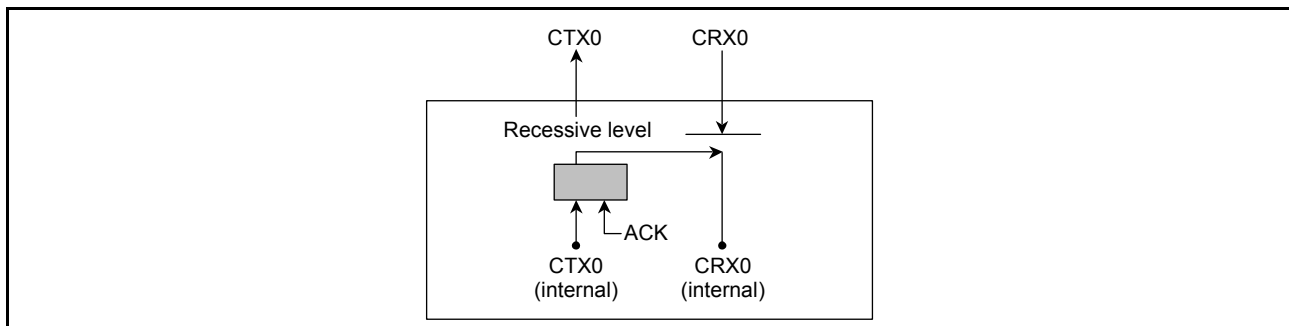 CTX0 CRX0
Recessive level
ACK
CTX0 CRX0
(internal) (internal)